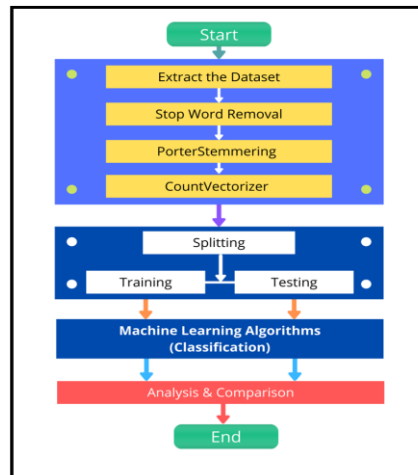 Start
Extract the Dataset
Stop Word Removal
PorterStemmering
CountVectorizer
Splitting
Training
Testing
Machine Learning Algorithms
(Classification)
Analysis & Comparison
End